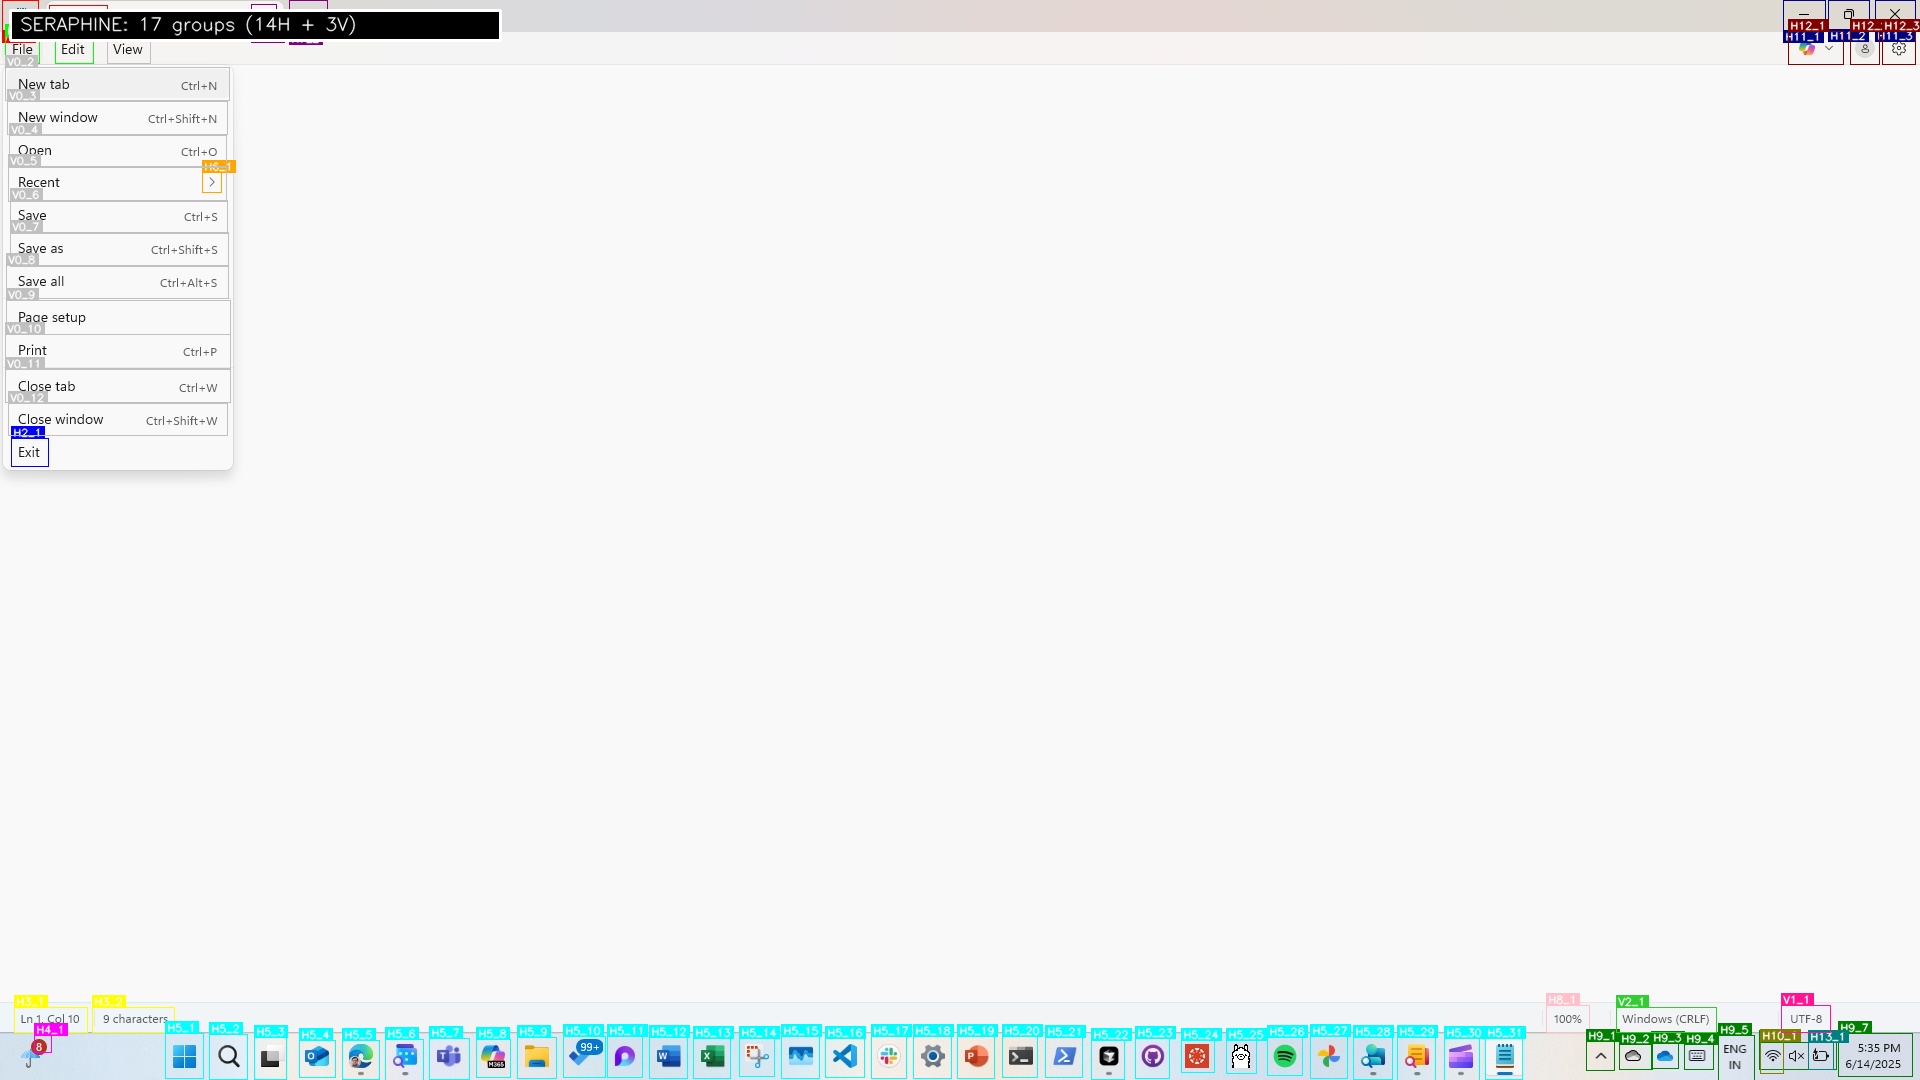 SERAPHINE: 17 groups (14H + 3V)
H12_1 H12_ H12_3
H11_1 H11_2 H11_3
File Edit View
V0_2
New tab Ctrl+N
V0_3
New window Ctrl+Shift+N
V0_4
Open Ctrl+O
V0_5
H6_1
Recent
V0_6
Save Ctrl+S
V0_7
Save as Ctrl+Shift+S
V0_8
Save all Ctrl+Alt+S
V0_9
Page setup
V0_10
Print Ctrl+P
V0_11
Close tab Ctrl+W
V0_12
Close window Ctrl+Shift+W
H2_1
Exit
H3_1 H3_2 H8_1 V2_1 V1_1
Ln 1, Col 10 9 characters 100% Windows (CRLF) UTF-8
H4_1 H5_1 H5_2 H5_3 H5_4 H5_5 H5_6 H5_7 H5_8 H5_9 H5_10 H5_11 H5_12 H5_13 H5_14 H5_15 H5_16 H5_17 H5_18 H5_19 H5_20 H5_21 H5_22 H5_23 H5_24 H5_25 H5_26 H5_27 H5_28 H5_29 H5_30 H5_31 H9_1 H9_2 H9_3 H9_4 H9_5 H10_1 H13_1 H9_7
8 99+ M365 ENG 5:35 PM
IN 6/14/2025